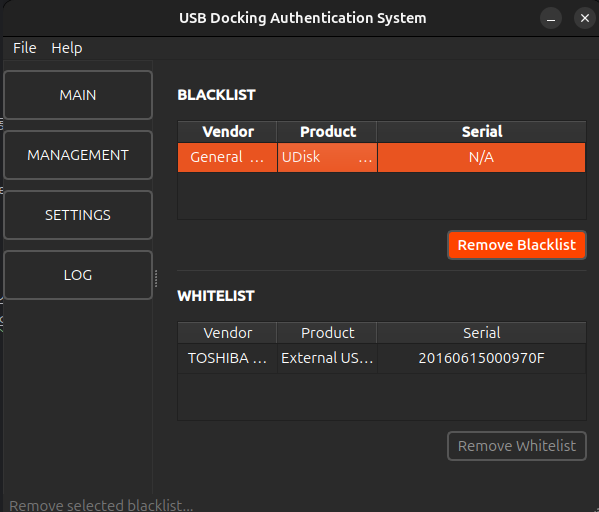 USB Docking Authentication System
File Help
MAIN
MANAGEMENT
SETTINGS
LOG
BLACKLIST
Vendor Product Serial
General ... UDisk ... N/A
Remove Blacklist
WHITELIST
Vendor Product Serial
TOSHIBA ... External US... 20160615000970F
Remove Whitelist
Remove selected blacklist...